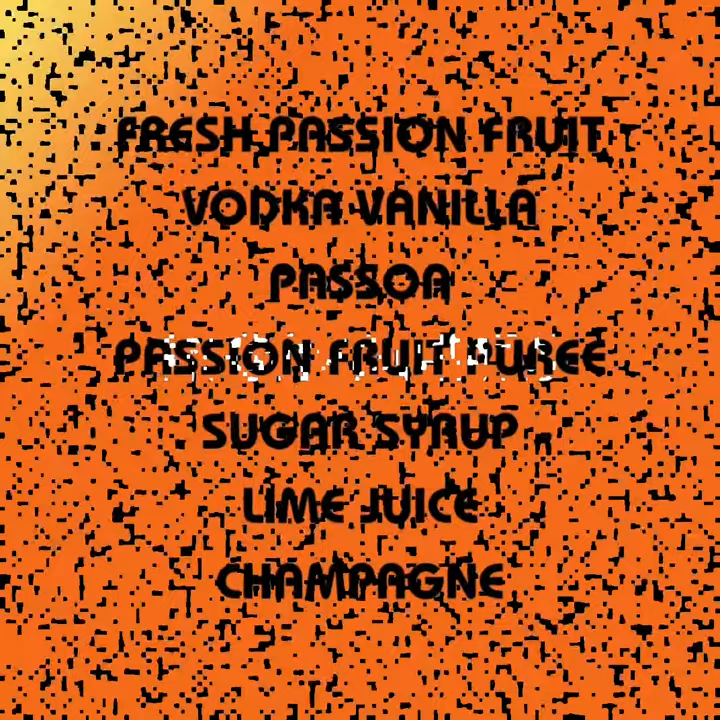 FRESH PASSION FRUIT
VODKA VANILLA
PASSOA
PASSION FRUIT PUREE
SUGAR SYRUP
LIME JUICE
CHAMPAGNE